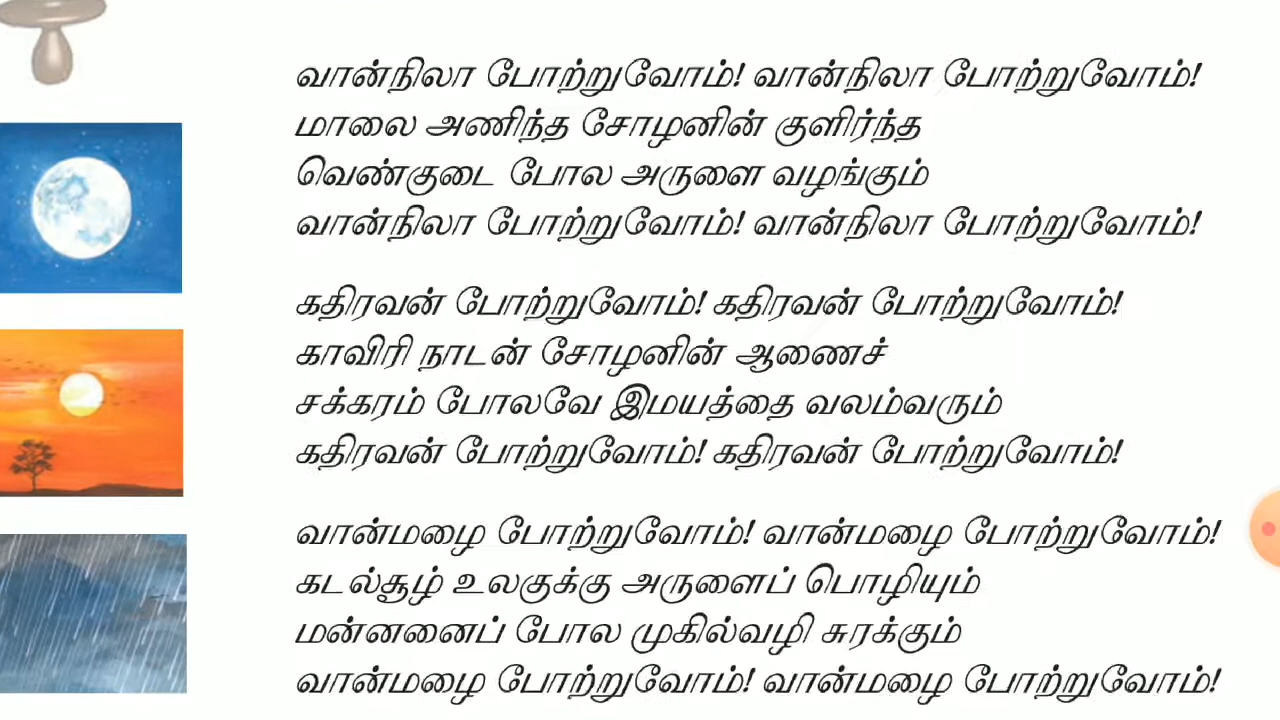 வான்நிலா போற்றுவோம்! வான்நிலா போற்றுவோம்!
மாலை அணிந்த சோழனின் குளிர்ந்த
வெண்குடை போல அருளை வழங்கும்
வான்நிலா போற்றுவோம்! வான்நிலா போற்றுவோம்!
கதிரவன் போற்றுவோம்! கதிரவன் போற்றுவோம்!
காவிரி நாடன் சோழனின் ஆணைச்
சக்கரம் போலவே இமயத்தை வலம்வரும்
கதிரவன் போற்றுவோம்! கதிரவன் போற்றுவோம்!
வான்மழை போற்றுவோம்! வான்மழை போற்றுவோம்!
கடல்சூழ் உலகுக்கு அருளைப் பொழியும்
மன்னனைப் போல முகில்வழி சுரக்கும்
வான்மழை போற்றுவோம்! வான்மழை போற்றுவோம்!